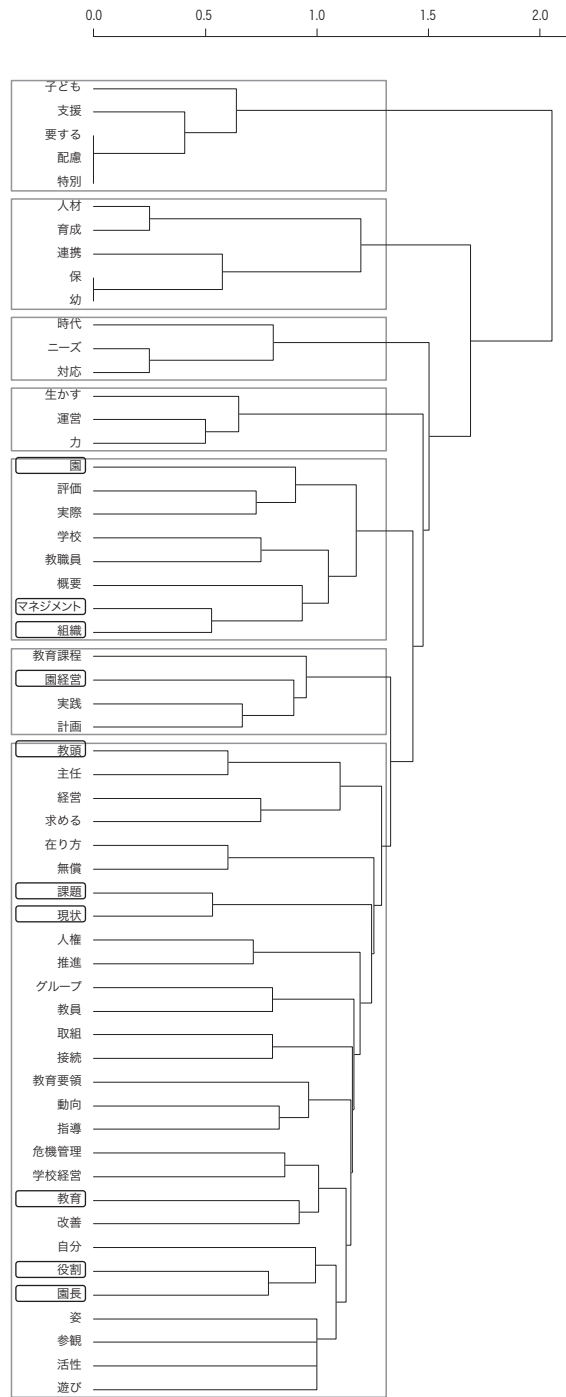 0.0 0.5 1.0 1.5 2.0
子ども
支援
要する
配慮
特別
人材
育成
連携
保
幼
時代
ニーズ
対応
生かす
運営
力
園
評価
実際
学校
教職員
概要
マネジメント
組織
教育課程
園経営
実践
計画
教頭
主任
経営
求める
在り方
無償
課題
現状
人権
推進
グループ
教員
取組
接続
教育要領
動向
指導
危機管理
学校経営
教育
改善
自分
役割
園長
姿
参観
活性
遊び